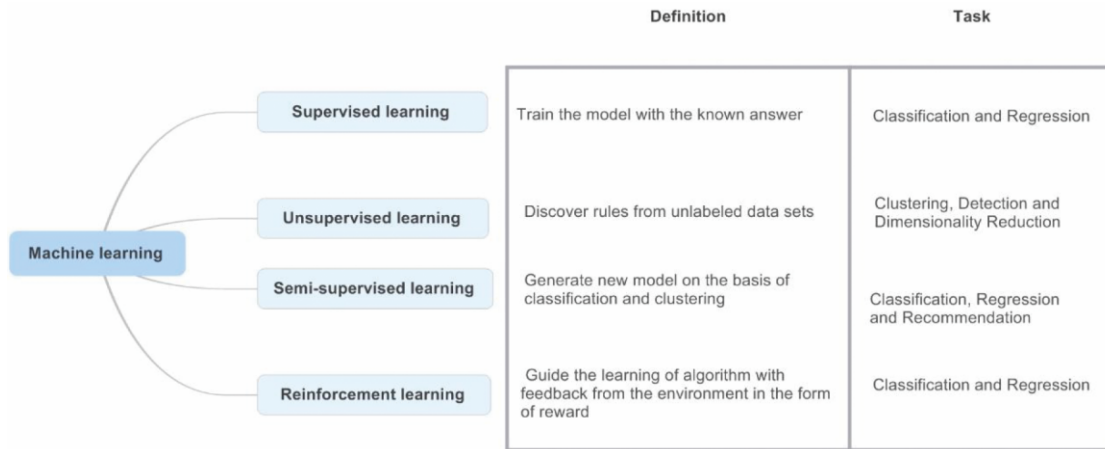 Definition
Task
Supervised learning
Train the model with the known answer
Classification and Regression
Unsupervised learning
Discover rules from unlabeled data sets
Clustering, Detection and
Dimensionality Reduction
Machine learning
Semi-supervised learning
Generate new model on the basis of
classification and clustering
Classification, Regression
and Recommendation
Reinforcement learning
Guide the learning of algorithm with
feedback from the environment in the form
of reward
Classification and Regression